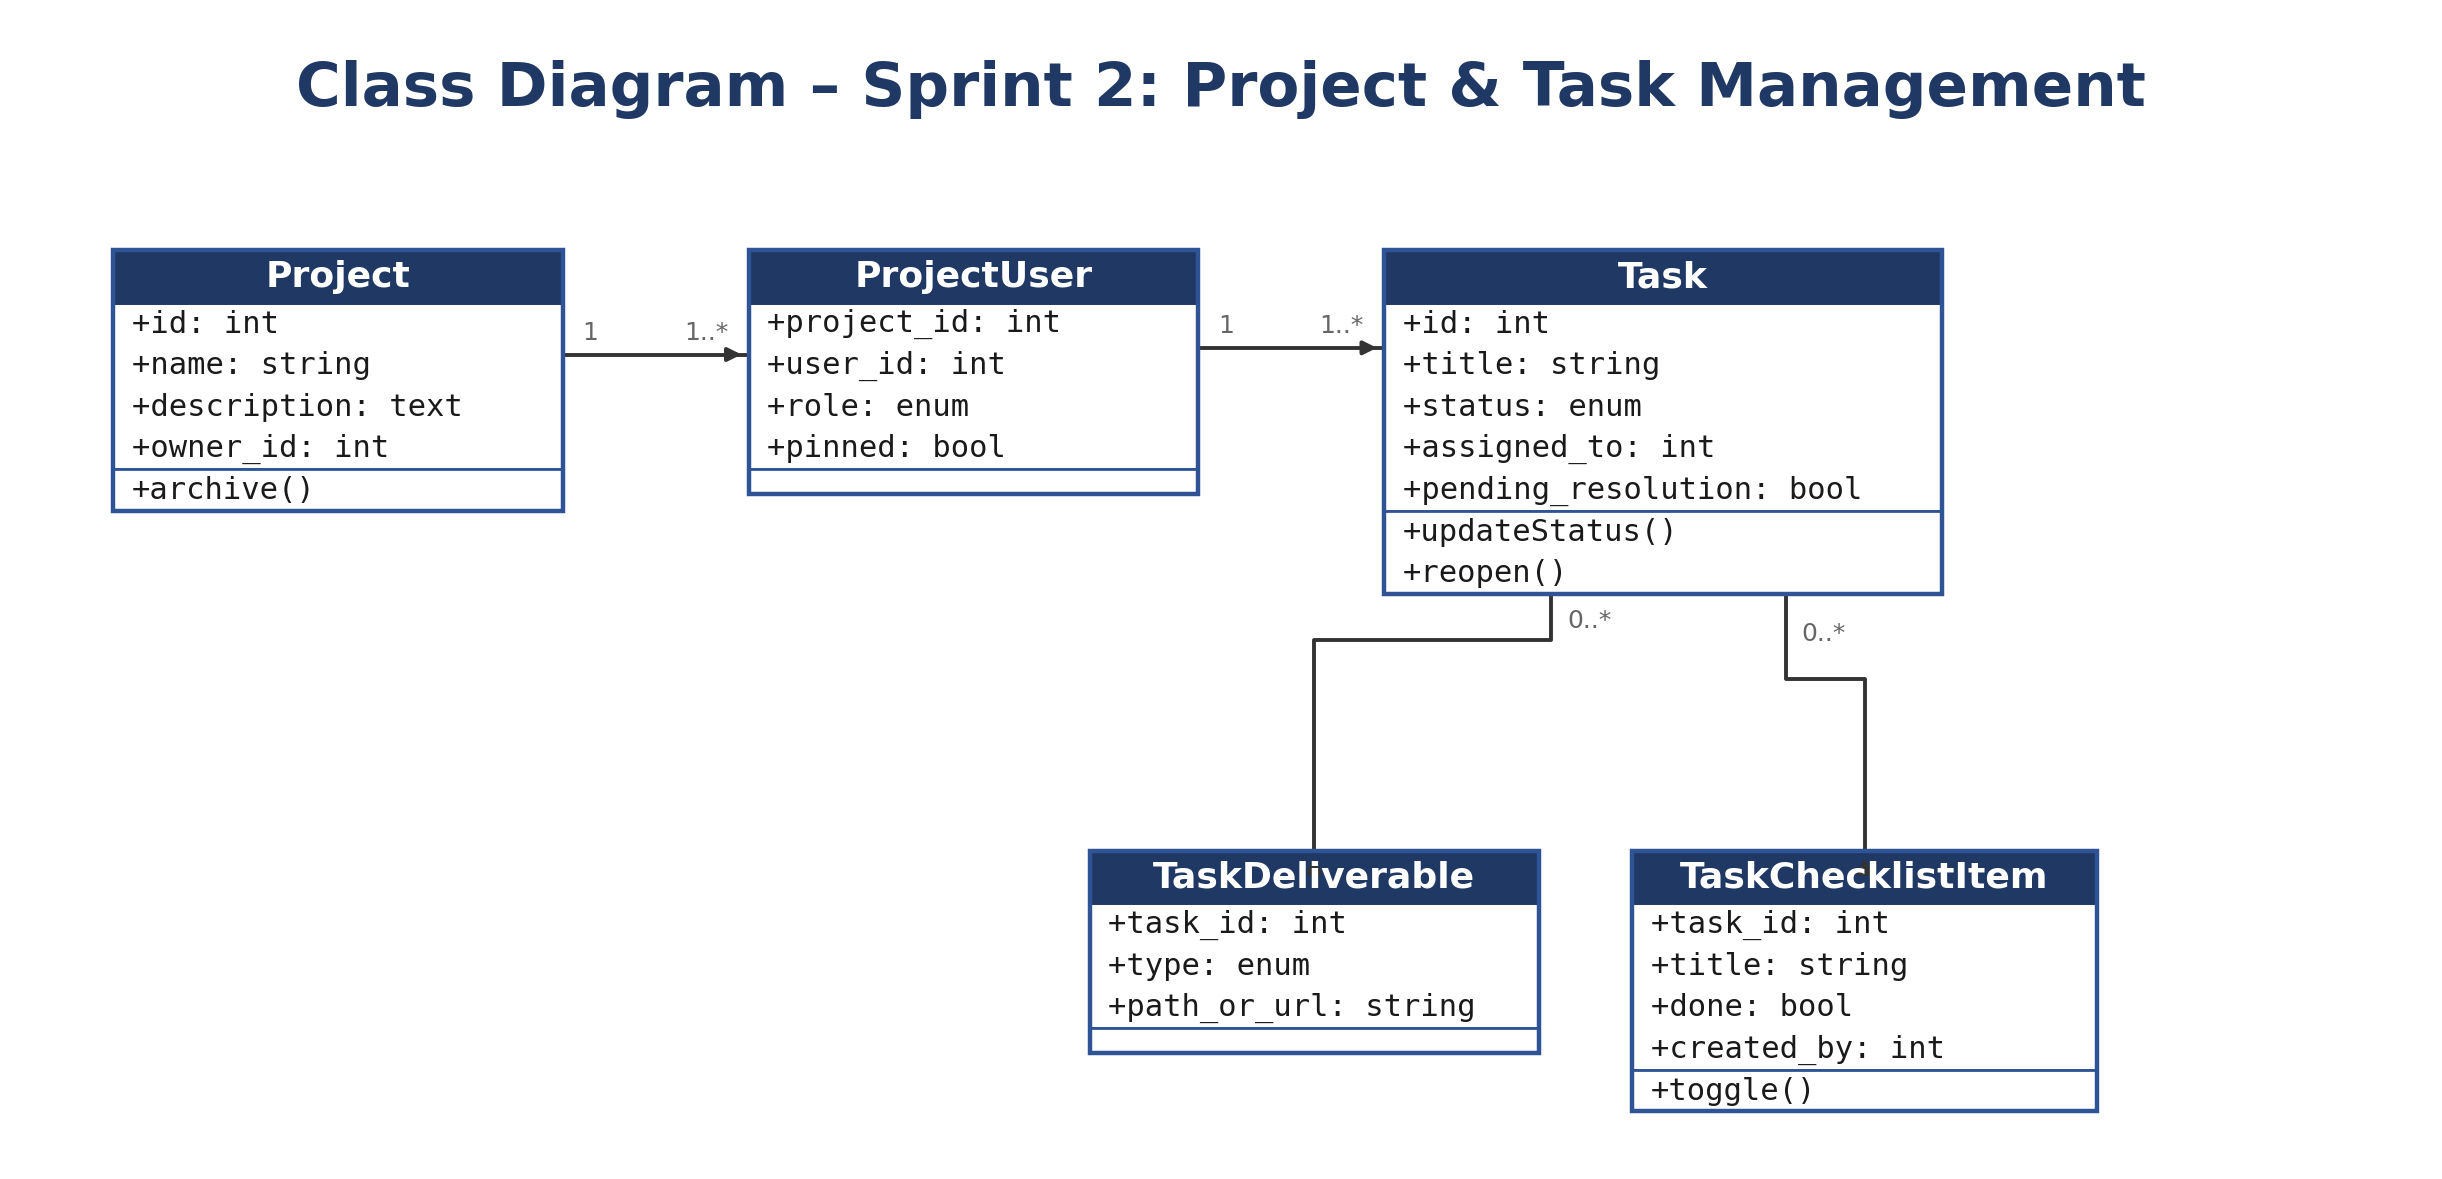 Class Diagram – Sprint 2: Project & Task Management
Project
+id: int
+name: string
+description: text
+owner_id: int
+archive()
1
1..*
ProjectUser
+project_id: int
+user_id: int
+role: enum
+pinned: bool
1
1..*
Task
+id: int
+title: string
+status: enum
+assigned_to: int
+pending_resolution: bool
+updateStatus()
+reopen()
0..*
0..*
TaskDeliverable
+task_id: int
+type: enum
+path_or_url: string
TaskChecklistItem
+task_id: int
+title: string
+done: bool
+created_by: int
+toggle()